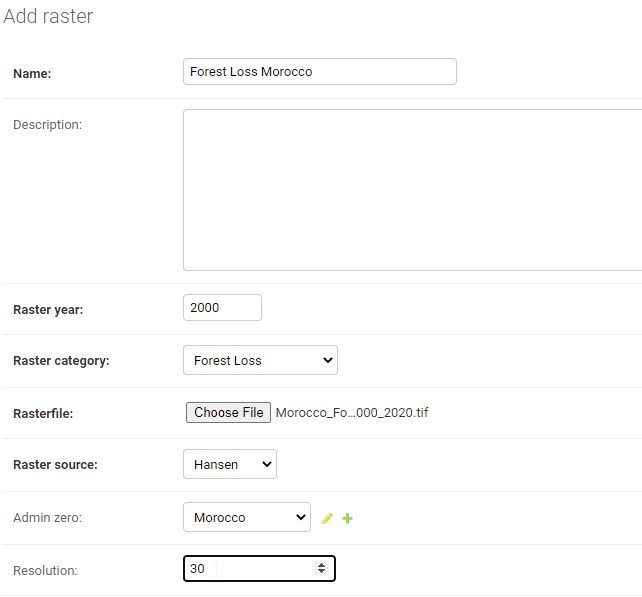 Add raster
Name: Forest Loss Morocco
Description:
Raster year: 2000
Raster category: Forest Loss
Rasterfile: Choose File Morocco_Fo...000_2020.tif
Raster source: Hansen
Admin zero: Morocco
Resolution: 30